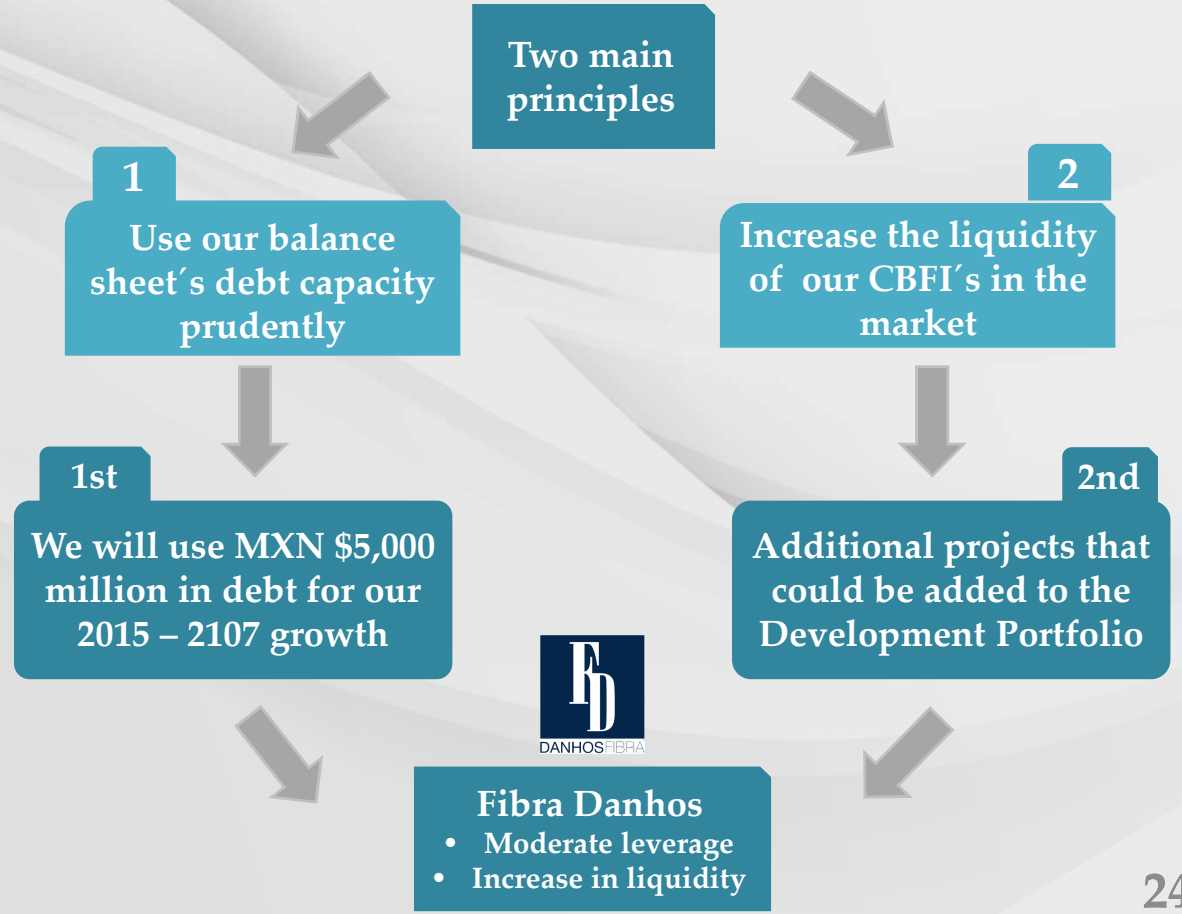 Two main
principles
1
Use our balance
sheet´s debt capacity
prudently
2
Increase the liquidity
of our CBFI´s in the
market
1st
We will use MXN $5,000
million in debt for our
2015 – 2107 growth
2nd
Additional projects that
could be added to the
Development Portfolio
FD
DANHOSFIBRA
Fibra Danhos
• Moderate leverage
• Increase in liquidity
24